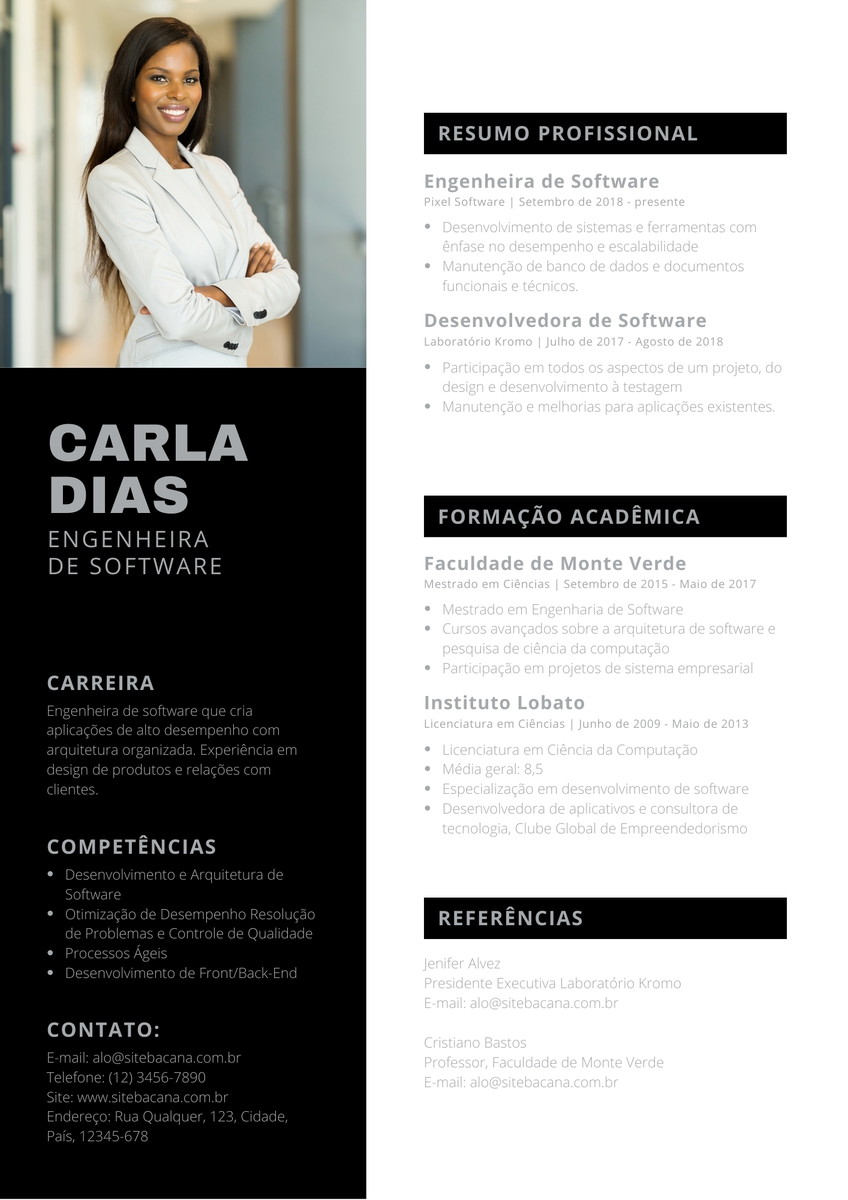 CARLA
DIAS
ENGENHEIRA
DE SOFTWARE
CARREIRA
Engenheira de software que cria
aplicações de alto desempenho com
arquitetura organizada. Experiência em
design de produtos e relações com
clientes.
COMPETÊNCIAS
• Desenvolvimento e Arquitetura de
Software
• Otimização de Desempenho Resolução
de Problemas e Controle de Qualidade
• Processos Ágeis
• Desenvolvimento de Front/Back-End
CONTATO:
E-mail: alo@sitebacana.com.br
Telefone: (12) 3456-7890
Site: www.sitebacana.com.br
Endereço: Rua Qualquer, 123, Cidade,
País, 12345-678
RESUMO PROFISSIONAL
Engenheira de Software
Pixel Software | Setembro de 2018 - presente
• Desenvolvimento de sistemas e ferramentas com
ênfase no desempenho e escalabilidade
• Manutenção de banco de dados e documentos
funcionais e técnicos.
Desenvolvedora de Software
Laboratório Kromo | Julho de 2017 - Agosto de 2018
• Participação em todos os aspectos de um projeto, do
design e desenvolvimento à testagem
• Manutenção e melhorias para aplicações existentes.
FORMAÇÃO ACADÊMICA
Faculdade de Monte Verde
Mestrado em Ciências | Setembro de 2015 - Maio de 2017
• Mestrado em Engenharia de Software
• Cursos avançados sobre a arquitetura de software e
pesquisa de ciência da computação
• Participação em projetos de sistema empresarial
Instituto Lobato
Licenciatura em Ciências | Junho de 2009 - Maio de 2013
• Licenciatura em Ciência da Computação
• Média geral: 8,5
• Especialização em desenvolvimento de software
• Desenvolvedora de aplicativos e consultora de
tecnologia, Clube Global de Empreendedorismo
REFERÊNCIAS
Jenifer Alvez
Presidente Executiva Laboratório Kromo
E-mail: alo@sitebacana.com.br
Cristiano Bastos
Professor, Faculdade de Monte Verde
E-mail: alo@sitebacana.com.br